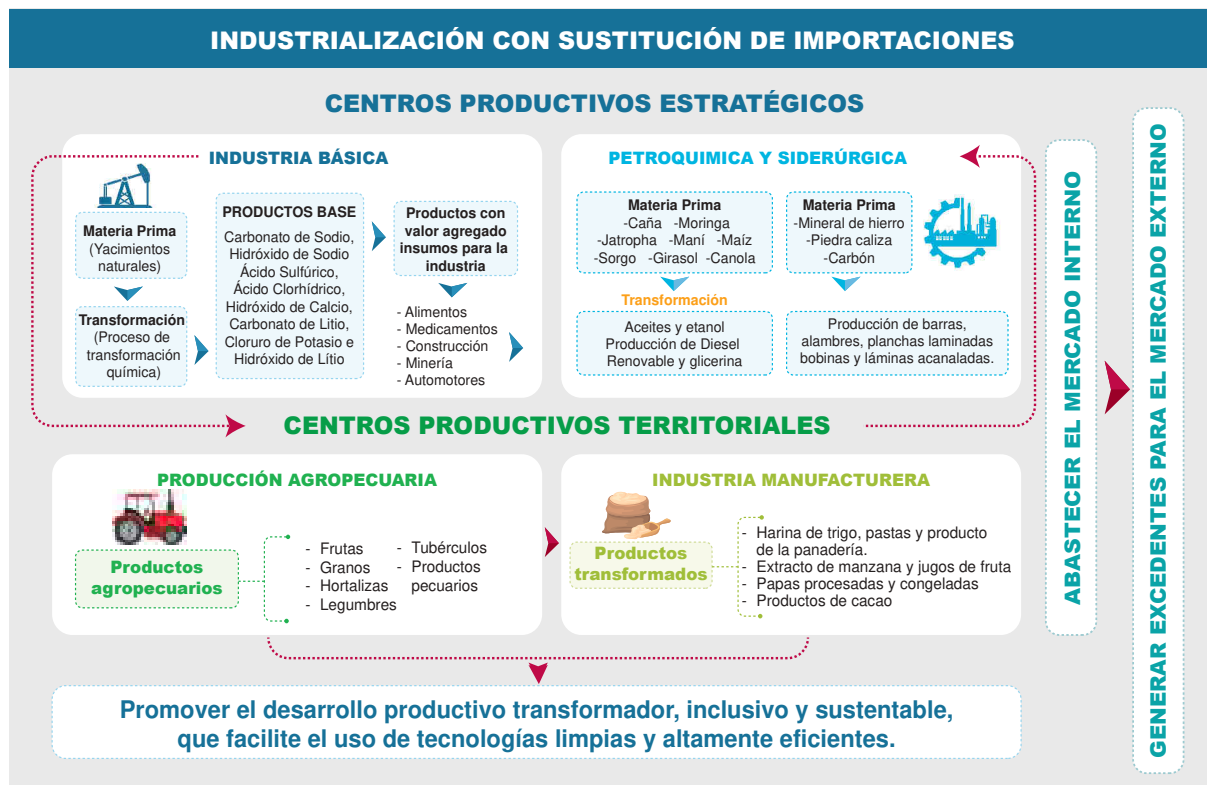 INDUSTRIALIZACIÓN CON SUSTITUCIÓN DE IMPORTACIONES
CENTROS PRODUCTIVOS ESTRATÉGICOS
INDUSTRIA BÁSICA
Materia Prima
(Yacimientos
naturales)
Transformación
(Proceso de
transformación
química)
PRODUCTOS BASE
Carbonato de Sodio,
Hidróxido de Sodio
Ácido Sulfúrico,
Ácido Clorhídrico,
Hidróxido de Calcio,
Carbonato de Litio,
Cloruro de Potasio e
Hidróxido de Lítio
Productos con
valor agregado
insumos para la
industria
- Alimentos
- Medicamentos
- Construcción
- Minería
- Automotores
PETROQUIMICA Y SIDERÚRGICA
Materia Prima
-Caña -Moringa
-Jatropha -Maní -Maíz
-Sorgo -Girasol -Canola
Transformación
Aceites y etanol
Producción de Diesel
Renovable y glicerina
Materia Prima
-Mineral de hierro
-Piedra caliza
-Carbón
Producción de barras,
alambres, planchas laminadas
bobinas y láminas acanaladas.
CENTROS PRODUCTIVOS TERRITORIALES
PRODUCCIÓN AGROPECUARIA
Productos
agropecuarios
- Frutas
- Granos
- Hortalizas
- Legumbres
- Tubérculos
- Productos
pecuarios
INDUSTRIA MANUFACTURERA
Productos
transformados
- Harina de trigo, pastas y producto
de la panadería.
- Extracto de manzana y jugos de fruta
- Papas procesadas y congeladas
- Productos de cacao
Promover el desarrollo productivo transformador, inclusivo y sustentable,
que facilite el uso de tecnologías limpias y altamente eficientes.
ABASTECER EL MERCADO INTERNO
GENERAR EXCEDENTES PARA EL MERCADO EXTERNO